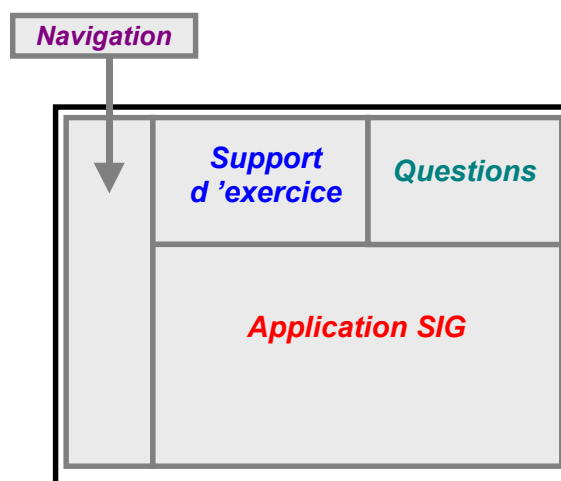 Navigation
Support
d ’exercice
Questions
Application SIG